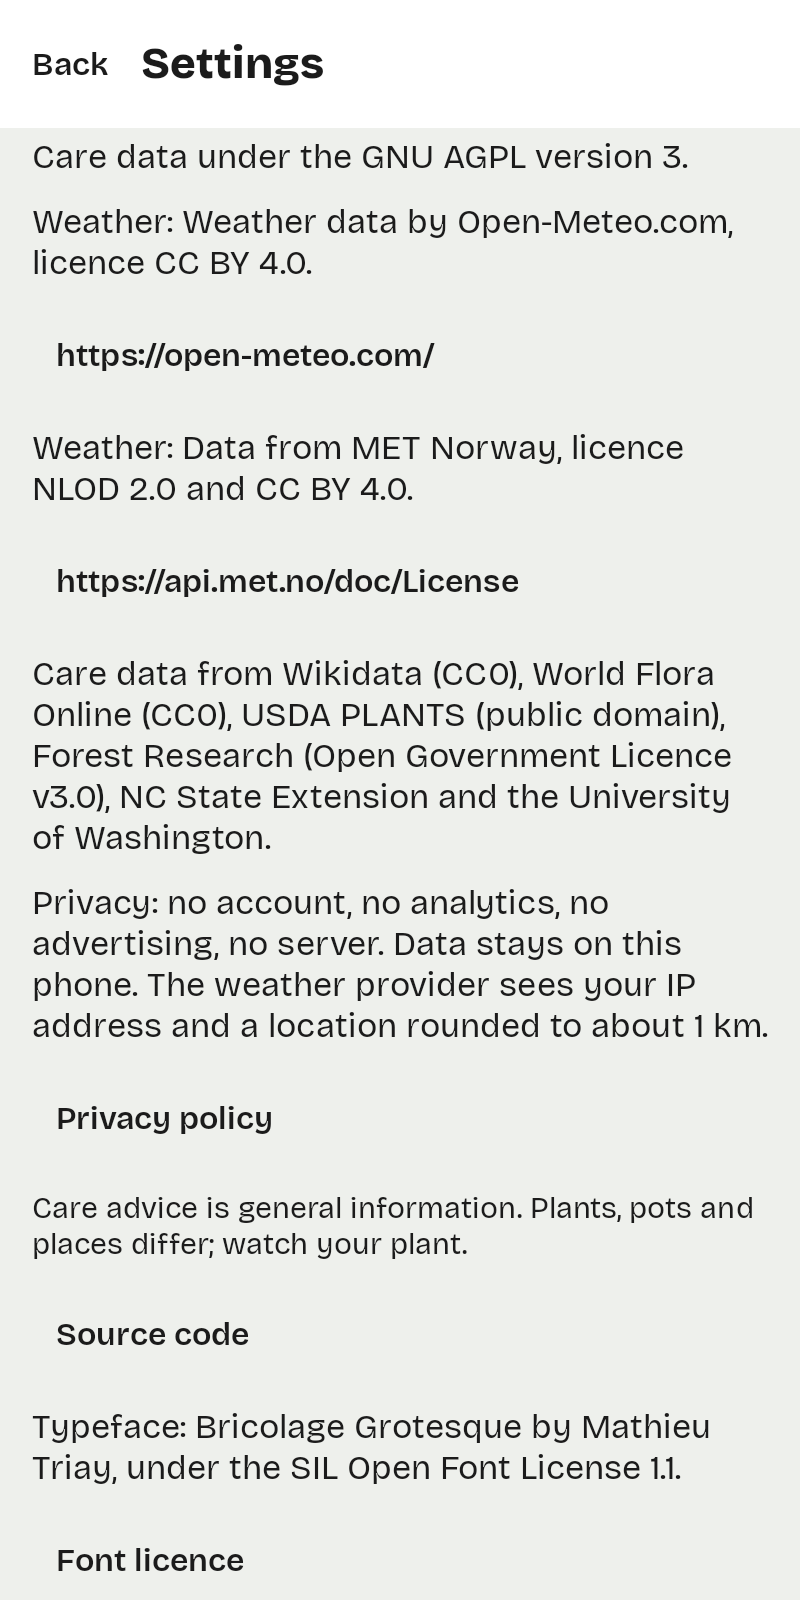 Back Settings
Care data under the GNU AGPL version 3.
Weather: Weather data by Open-Meteo.com,
licence CC BY 4.0.
https://open-meteo.com/
Weather: Data from MET Norway, licence
NLOD 2.0 and CC BY 4.0.
https://api.met.no/doc/License
Care data from Wikidata (CC0), World Flora
Online (CC0), USDA PLANTS (public domain),
Forest Research (Open Government Licence
v3.0), NC State Extension and the University
of Washington.
Privacy: no account, no analytics, no
advertising, no server. Data stays on this
phone. The weather provider sees your IP
address and a location rounded to about 1 km.
Privacy policy
Care advice is general information. Plants, pots and
places differ; watch your plant.
Source code
Typeface: Bricolage Grotesque by Mathieu
Triay, under the SIL Open Font License 1.1.
Font licence